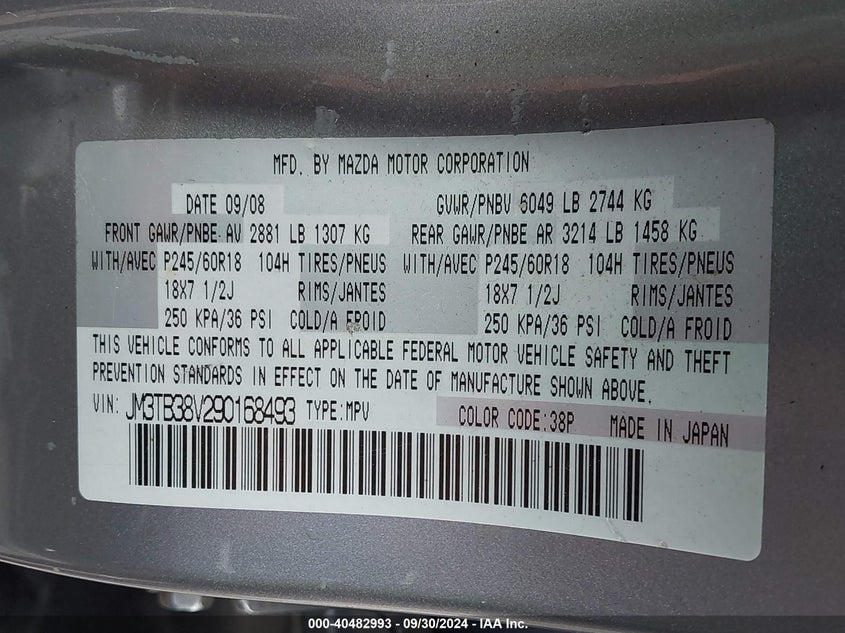 MFD. BY MAZDA MOTOR CORPORATION
DATE 09/08 GVWR/PNBV 6049 LB 2744 KG
FRONT GAWR/PNBE AV 2881 LB 1307 KG REAR GAWR/PNBE AR 3214 LB 1458 KG
WITH/AVEC P245/60R18 104H TIRES/PNEUS WITH/AVEC P245/60R18 104H TIRES/PNEUS
18X7 1/2J RIMS/JANTES 18X7 1/2J RIMS/JANTES
250 KPA/36 PSI COLD/A FROID 250 KPA/36 PSI COLD/A FROID
THIS VEHICLE CONFORMS TO ALL APPLICABLE FEDERAL MOTOR VEHICLE SAFETY AND THEFT
PREVENTION STANDARDS IN EFFECT ON THE DATE OF MANUFACTURE SHOWN ABOVE.
VIN: JM3TB38V290168493 TYPE:MPV COLOR CODE:38P MADE IN JAPAN
000-40482993 — 09/30/2024 — IAA Inc.